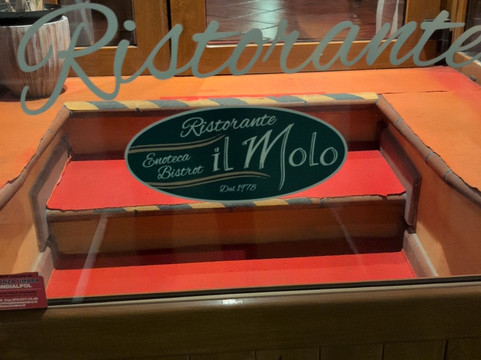 Ristorante
Ristorante
Enoteca
Bistrot
il Molo
Dal 1978